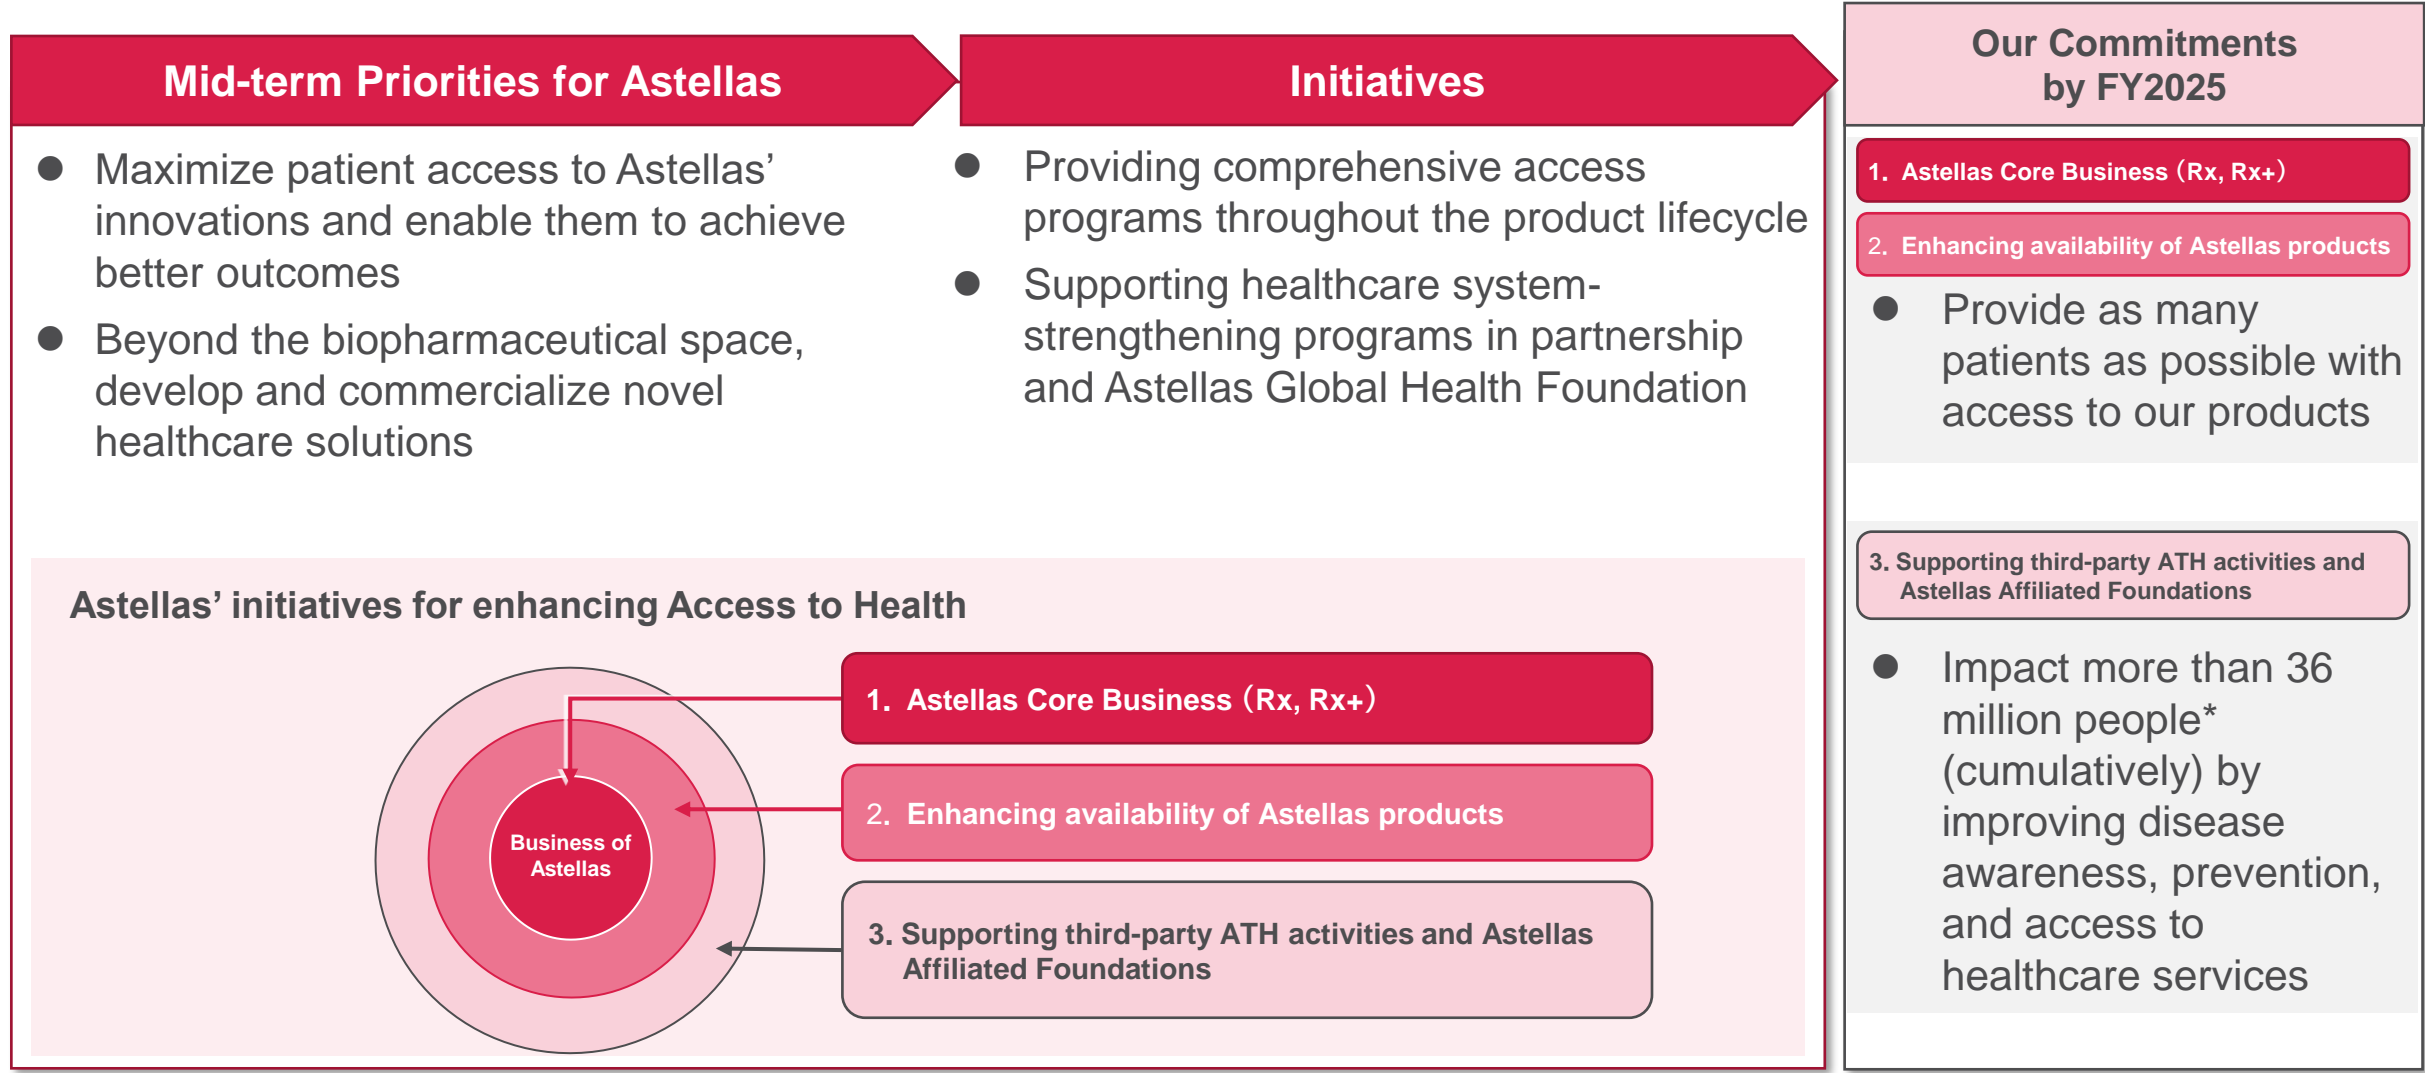 Mid-term Priorities for Astellas
Maximize patient access to Astellas’
innovations and enable them to achieve
better outcomes
Beyond the biopharmaceutical space,
develop and commercialize novel
healthcare solutions
Initiatives
Providing comprehensive access
programs throughout the product lifecycle
Supporting healthcare system-
strengthening programs in partnership
and Astellas Global Health Foundation
Astellas’ initiatives for enhancing Access to Health
Business of
Astellas
1. Astellas Core Business（Rx, Rx+）
2. Enhancing availability of Astellas products
3. Supporting third-party ATH activities and Astellas
Affiliated Foundations
Our Commitments
by FY2025
1. Astellas Core Business（Rx, Rx+）
2. Enhancing availability of Astellas products
Provide as many
patients as possible with
access to our products
3. Supporting third-party ATH activities and
Astellas Affiliated Foundations
Impact more than 36
million people*
(cumulatively) by
improving disease
awareness, prevention,
and access to
healthcare services